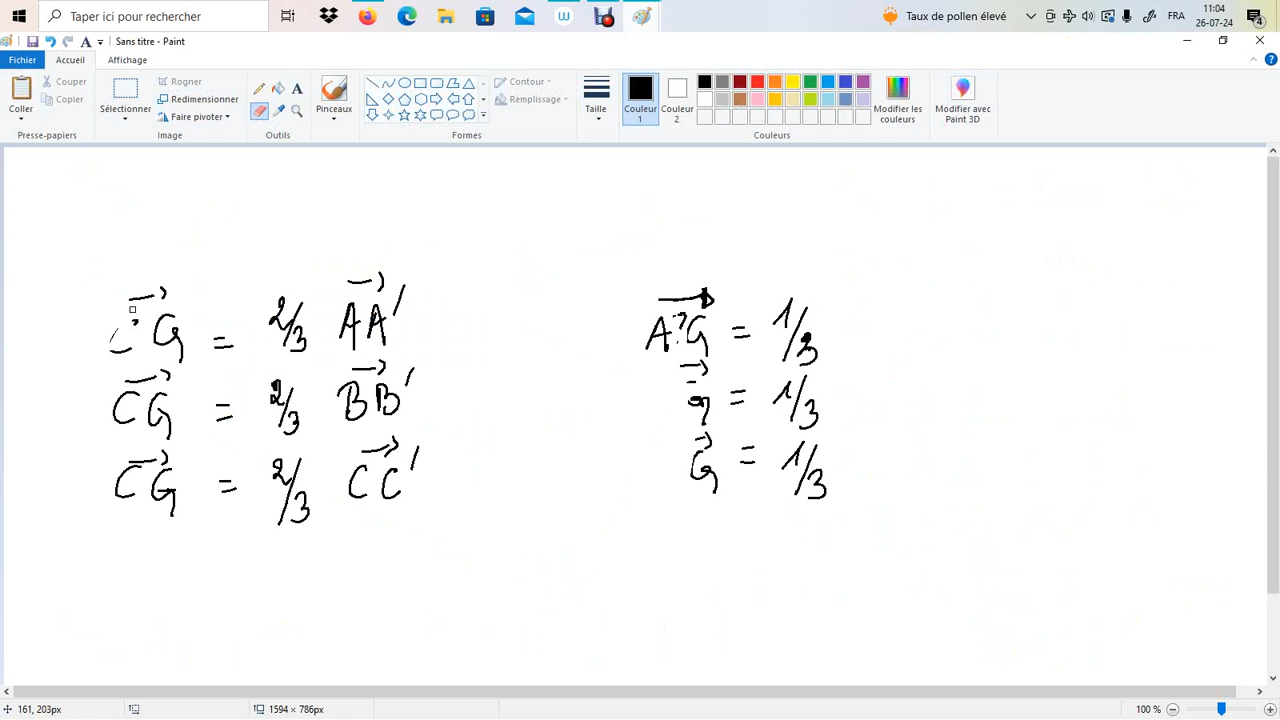 Taper ici pour rechercher
Taux de pollen élevé
FRA
11:04
26-07-24
4
Sans titre - Paint
Fichier
Accueil
Affichage
Coller
Couper
Copier
Presse-papiers
Sélectionner
Rogner
Redimensionner
Faire pivoter
Image
A
Outils
Pinceaux
Contour
Remplissage
Formes
Taille
Couleur 1
Couleur 2
Modifier les couleurs
Couleurs
Modifier avec Paint 3D
G = 2/3 AA'
CG = 2/3 BB'
CG = 2/3 CC'
A G = 1/3
= 1/3
G = 1/3
161, 203px
1594 × 786px
100 %